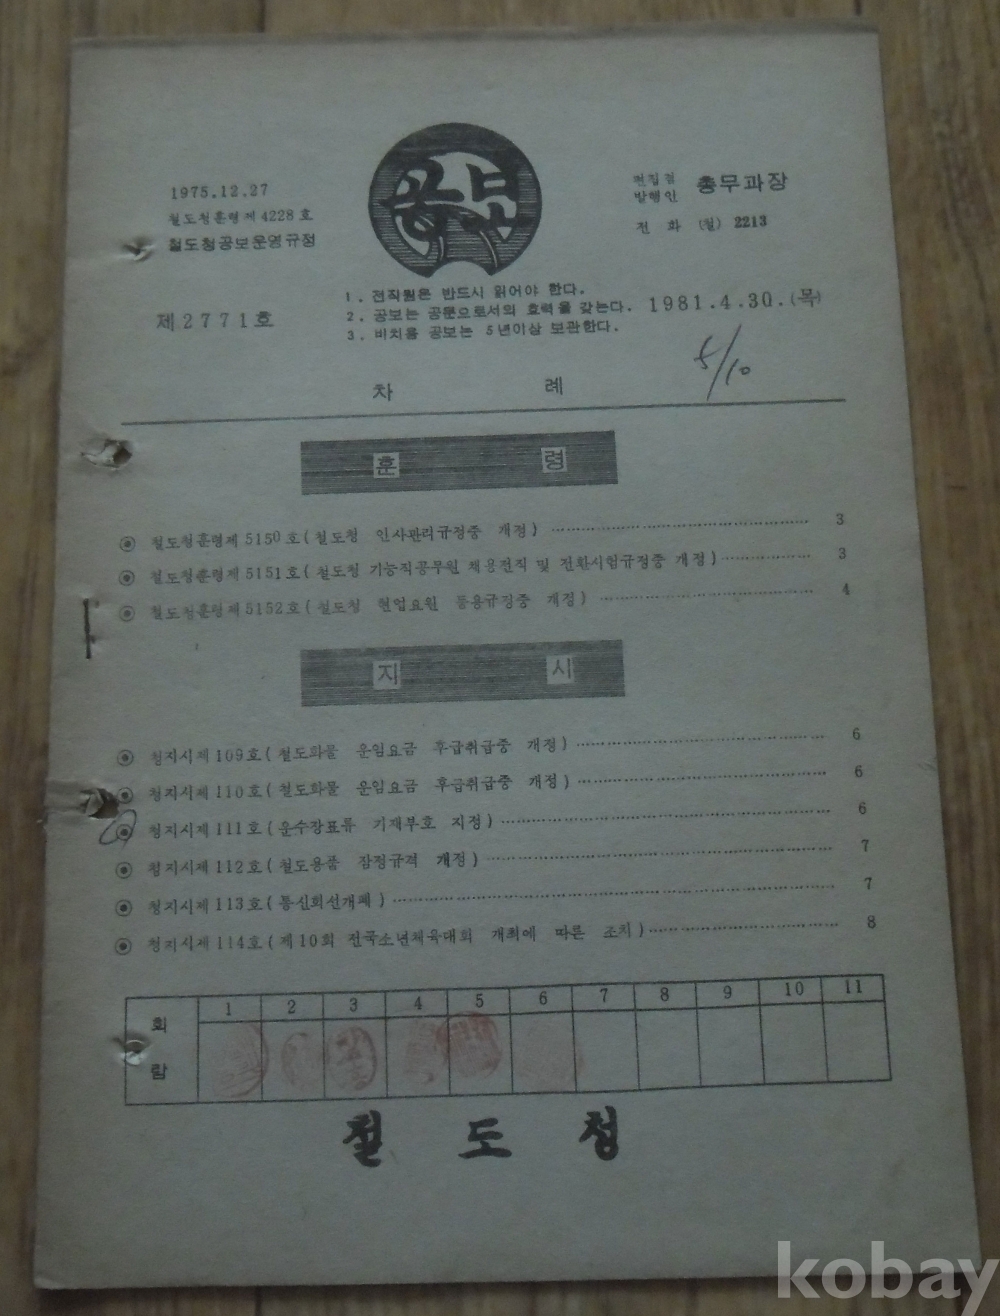 1975.12.27
철도청훈령제4228호
철도청공보운영규정
공보
편집겸
발행인 총무과장
전화 (철) 2213
제2771호
1. 전직원은 반드시 읽어야 한다.
2. 공보는 공문으로서의 효력을 갖는다.
3. 비치용 공보는 5년이상 보관한다.
1981.4.30.(목)
5/10
차 례
훈 령
철도청훈령제5150호(철도청 인사관리규정중 개정) 3
철도청훈령제5151호(철도청 기능직공무원 채용전직 및 전환시험규정중 개정) 3
철도청훈령제5152호(철도청 현업요원 등용규정중 개정) 4
지 시
청지시제109호(철도화물 운임요금 후급취급중 개정) 6
청지시제110호(철도화물 운임요금 후급취급중 개정) 6
청지시제111호(운수장표류 기재부호 지정) 6
청지시제112호(철도용품 잠정규격 개정) 7
청지시제113호(통신회선개폐) 7
청지시제114호(제10회 전국소년체육대회 개최에 따른 조치) 8
회람 1 2 3 4 5 6 7 8 9 10 11
철도청
kobay